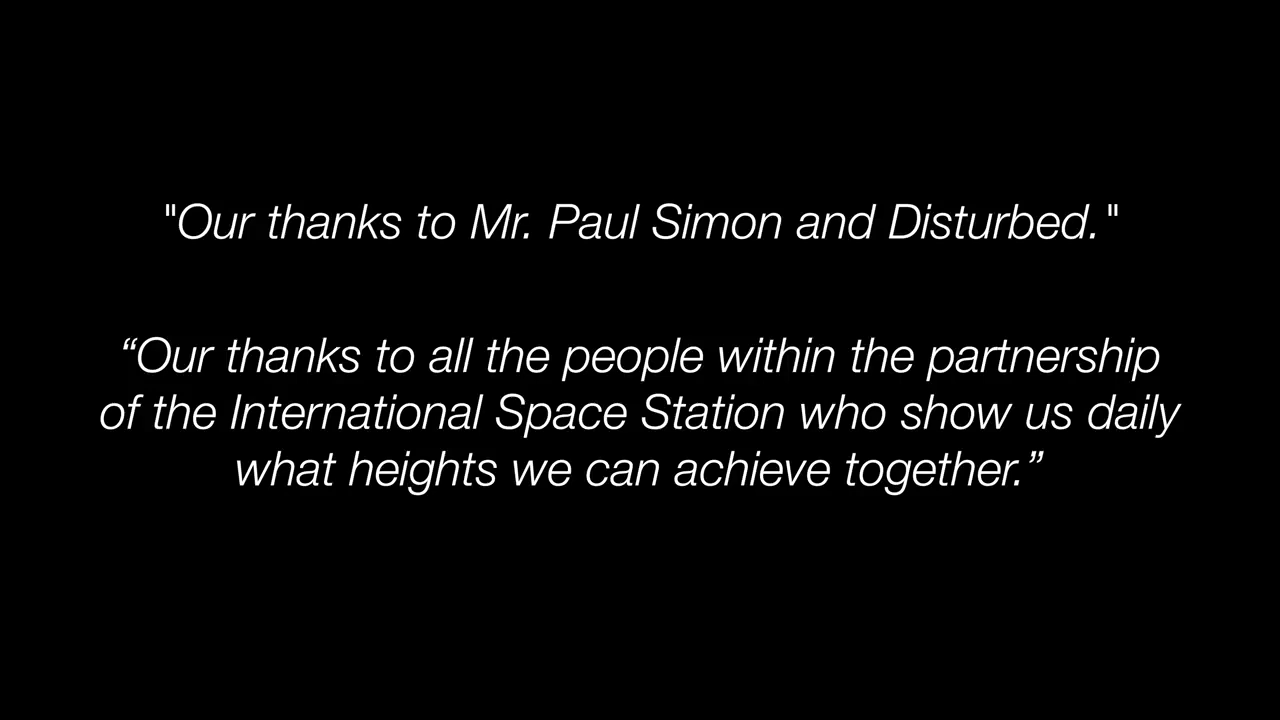 "Our thanks to Mr. Paul Simon and Disturbed."
“Our thanks to all the people within the partnership
of the International Space Station who show us daily
what heights we can achieve together.”